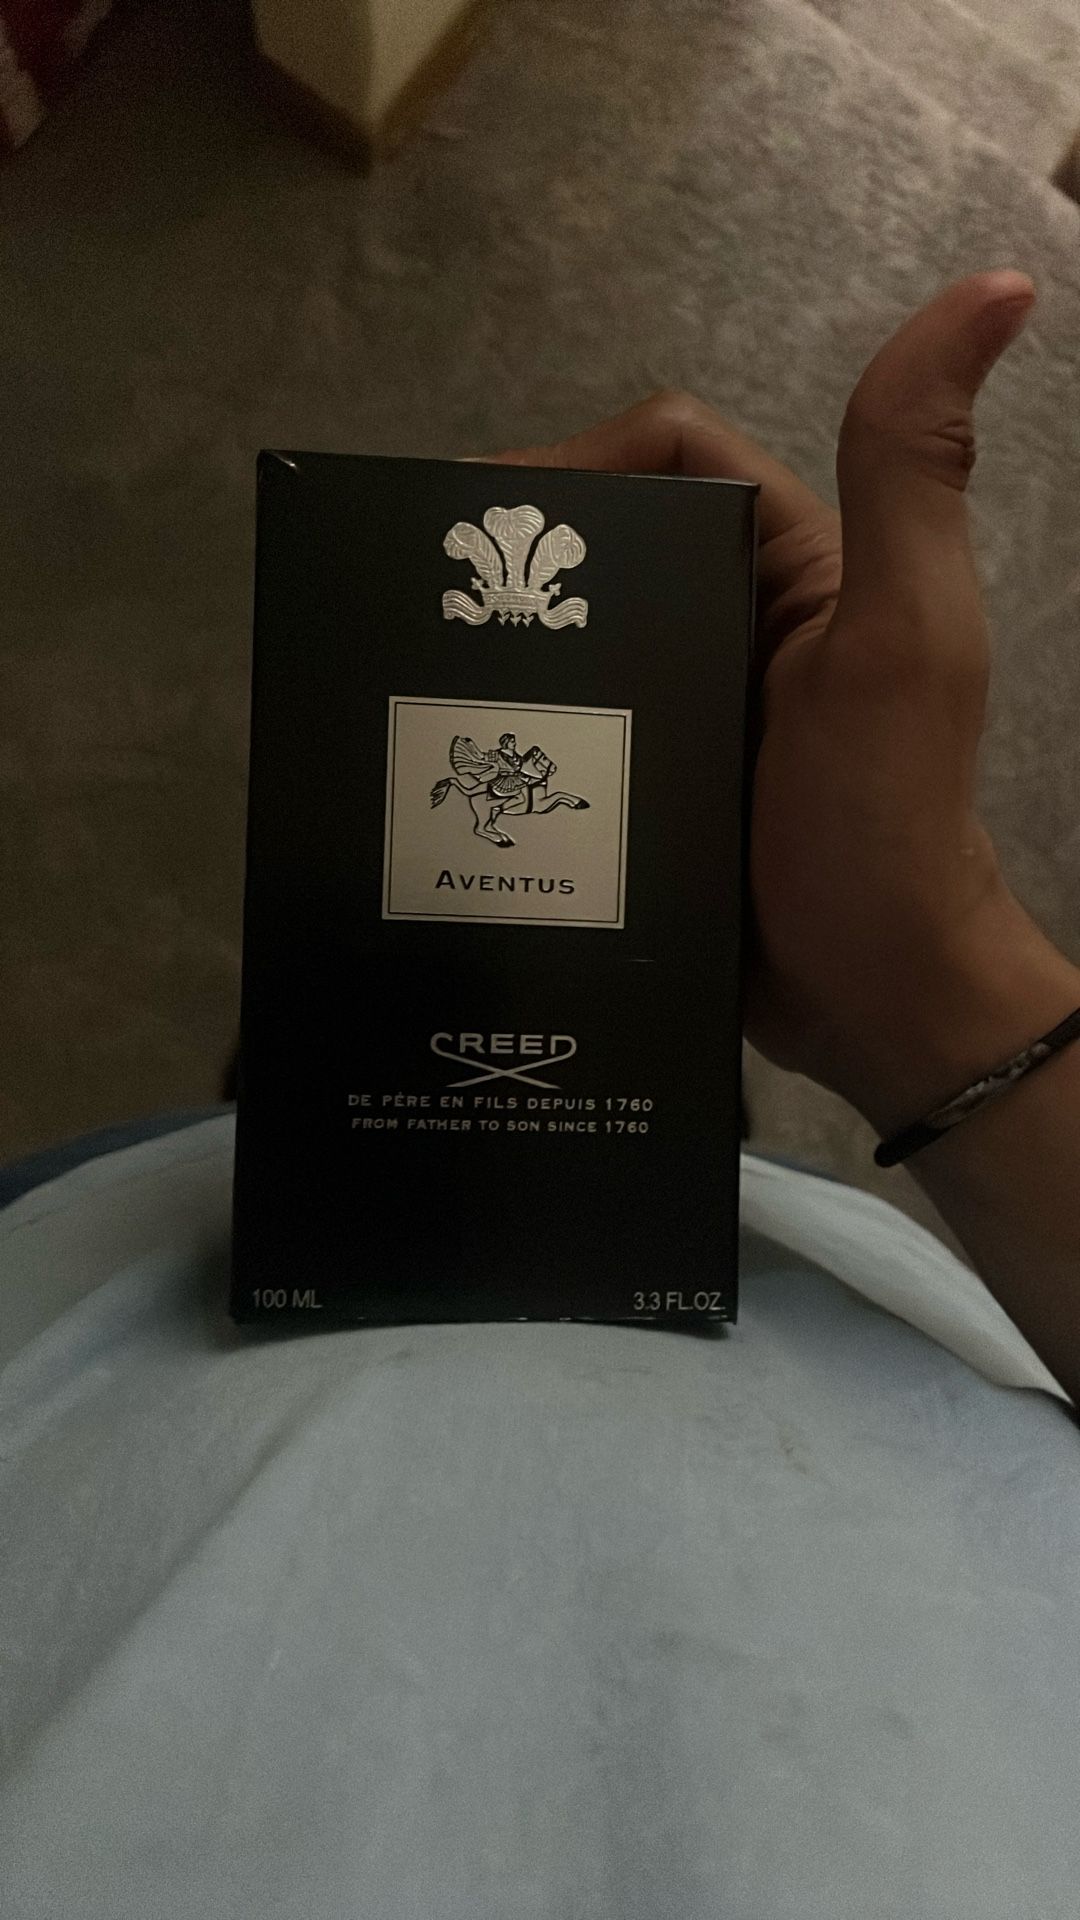 AVENTUS
CREED
DE PÈRE EN FILS DEPUIS 1760
FROM FATHER TO SON SINCE 1760
100 ML
3.3 FL.OZ.